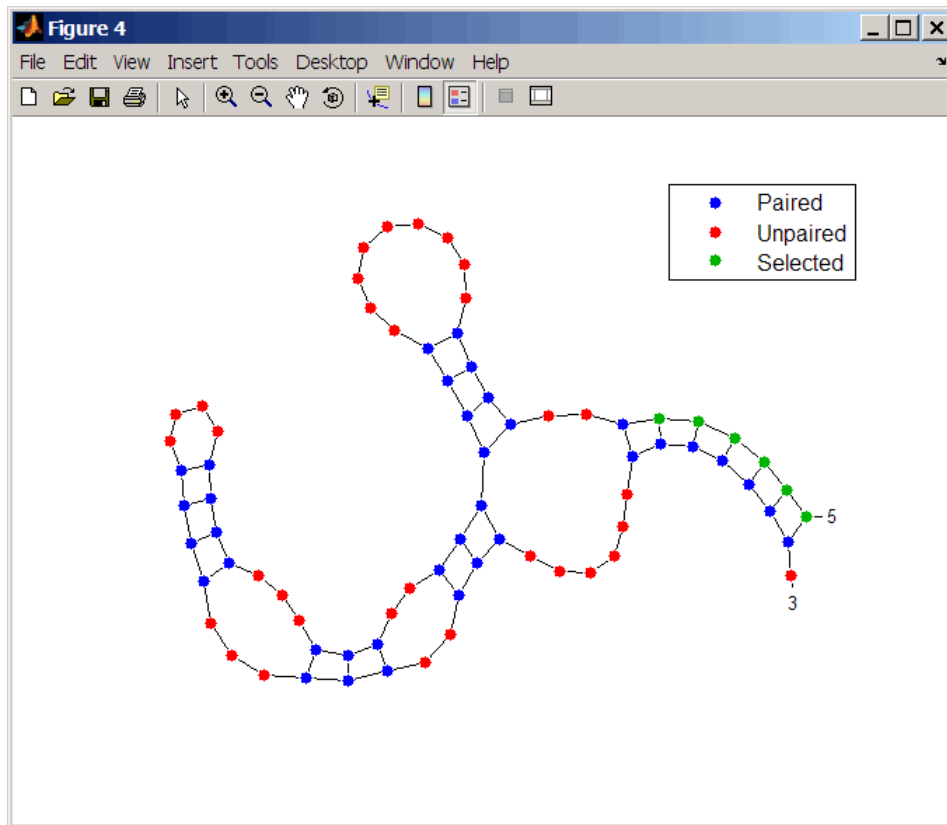 Figure 4
File Edit View Insert Tools Desktop Window Help
Paired
Unpaired
Selected
5
3